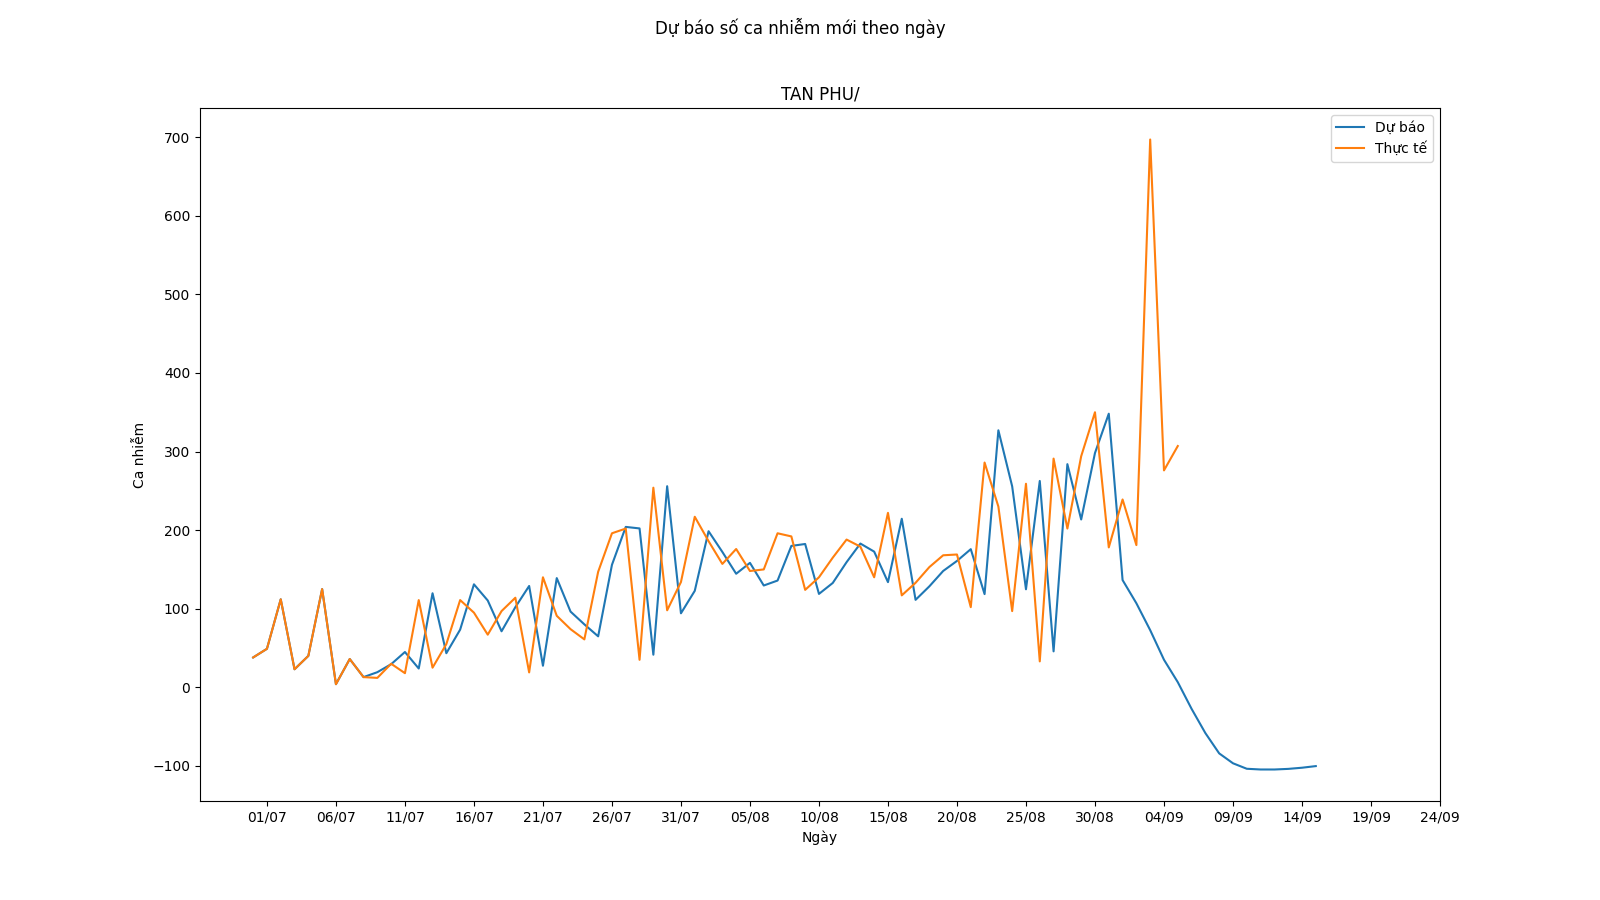 Dự báo số ca nhiễm mới theo ngày
TAN PHU/
Dự báo
Thực tế
700
600
500
400
300
200
100
0
−100
Ca nhiễm
01/07 06/07 11/07 16/07 21/07 26/07 31/07 05/08 10/08 15/08 20/08 25/08 30/08 04/09 09/09 14/09 19/09 24/09
Ngày